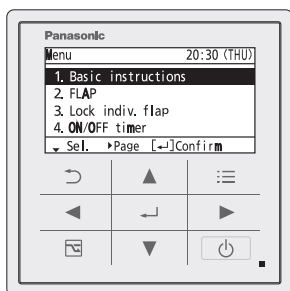 Panasonic
Menu 20:30 (THU)
1. Basic instructions
2. FLAP
3. Lock indiv. flap
4. ON/OFF timer
Sel. ▸Page [↵]Confirm